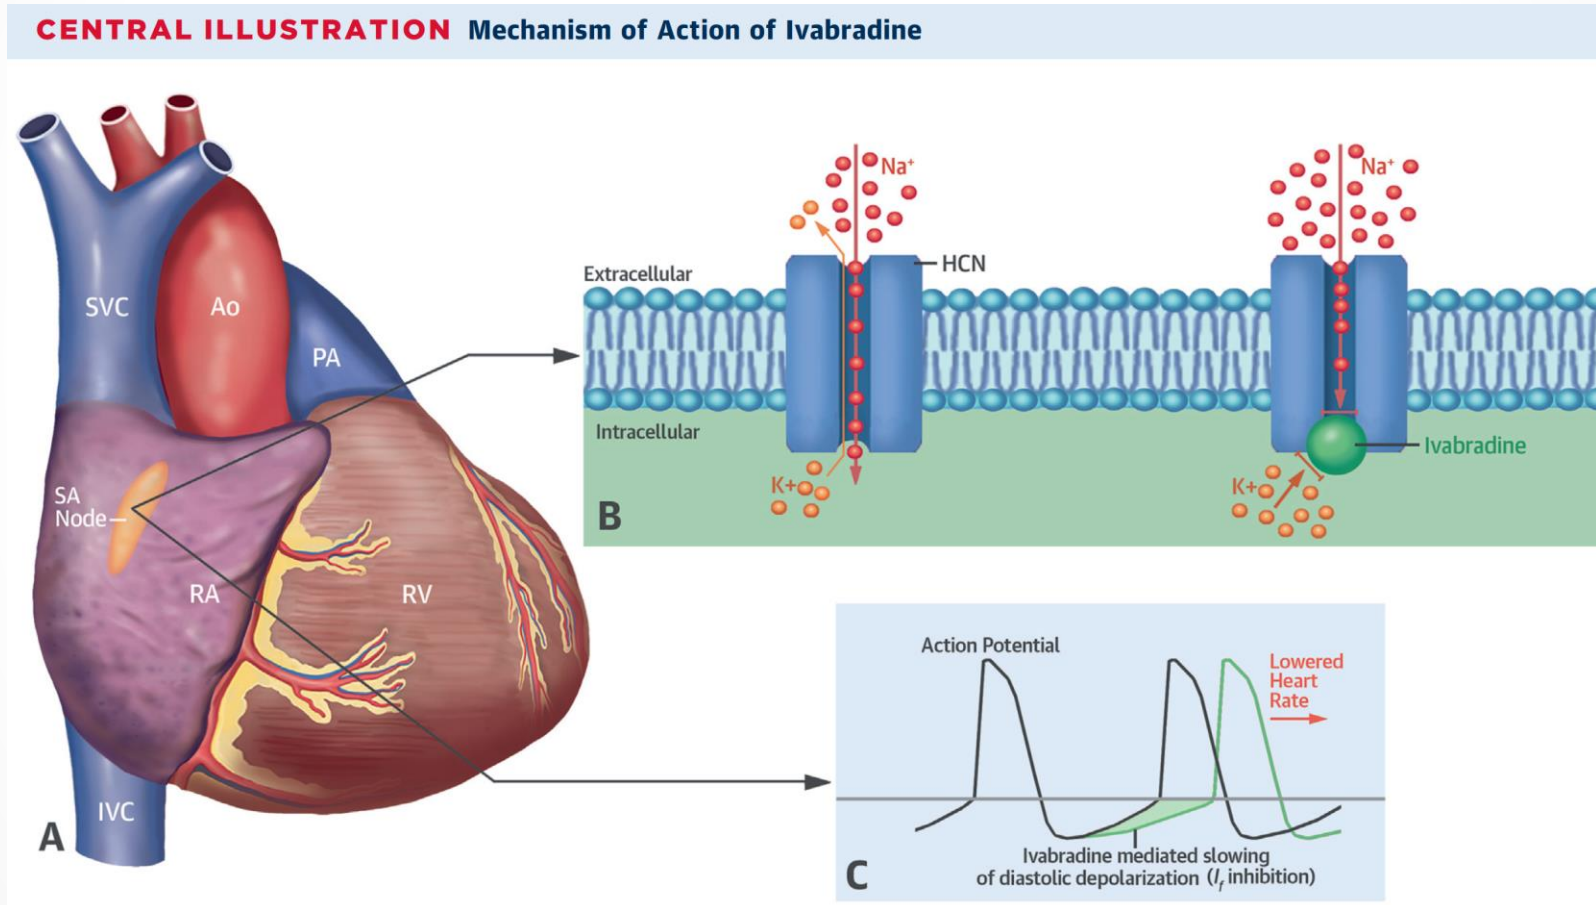 CENTRAL ILLUSTRATION Mechanism of Action of Ivabradine
SVC
Ao
PA
SA
Node
RA
RV
IVC
A
Na⁺
Na⁺
HCN
Extracellular
Intracellular
Ivabradine
K+
K+
B
Action Potential
Lowered
Heart
Rate
Ivabradine mediated slowing
of diastolic depolarization (If inhibition)
C